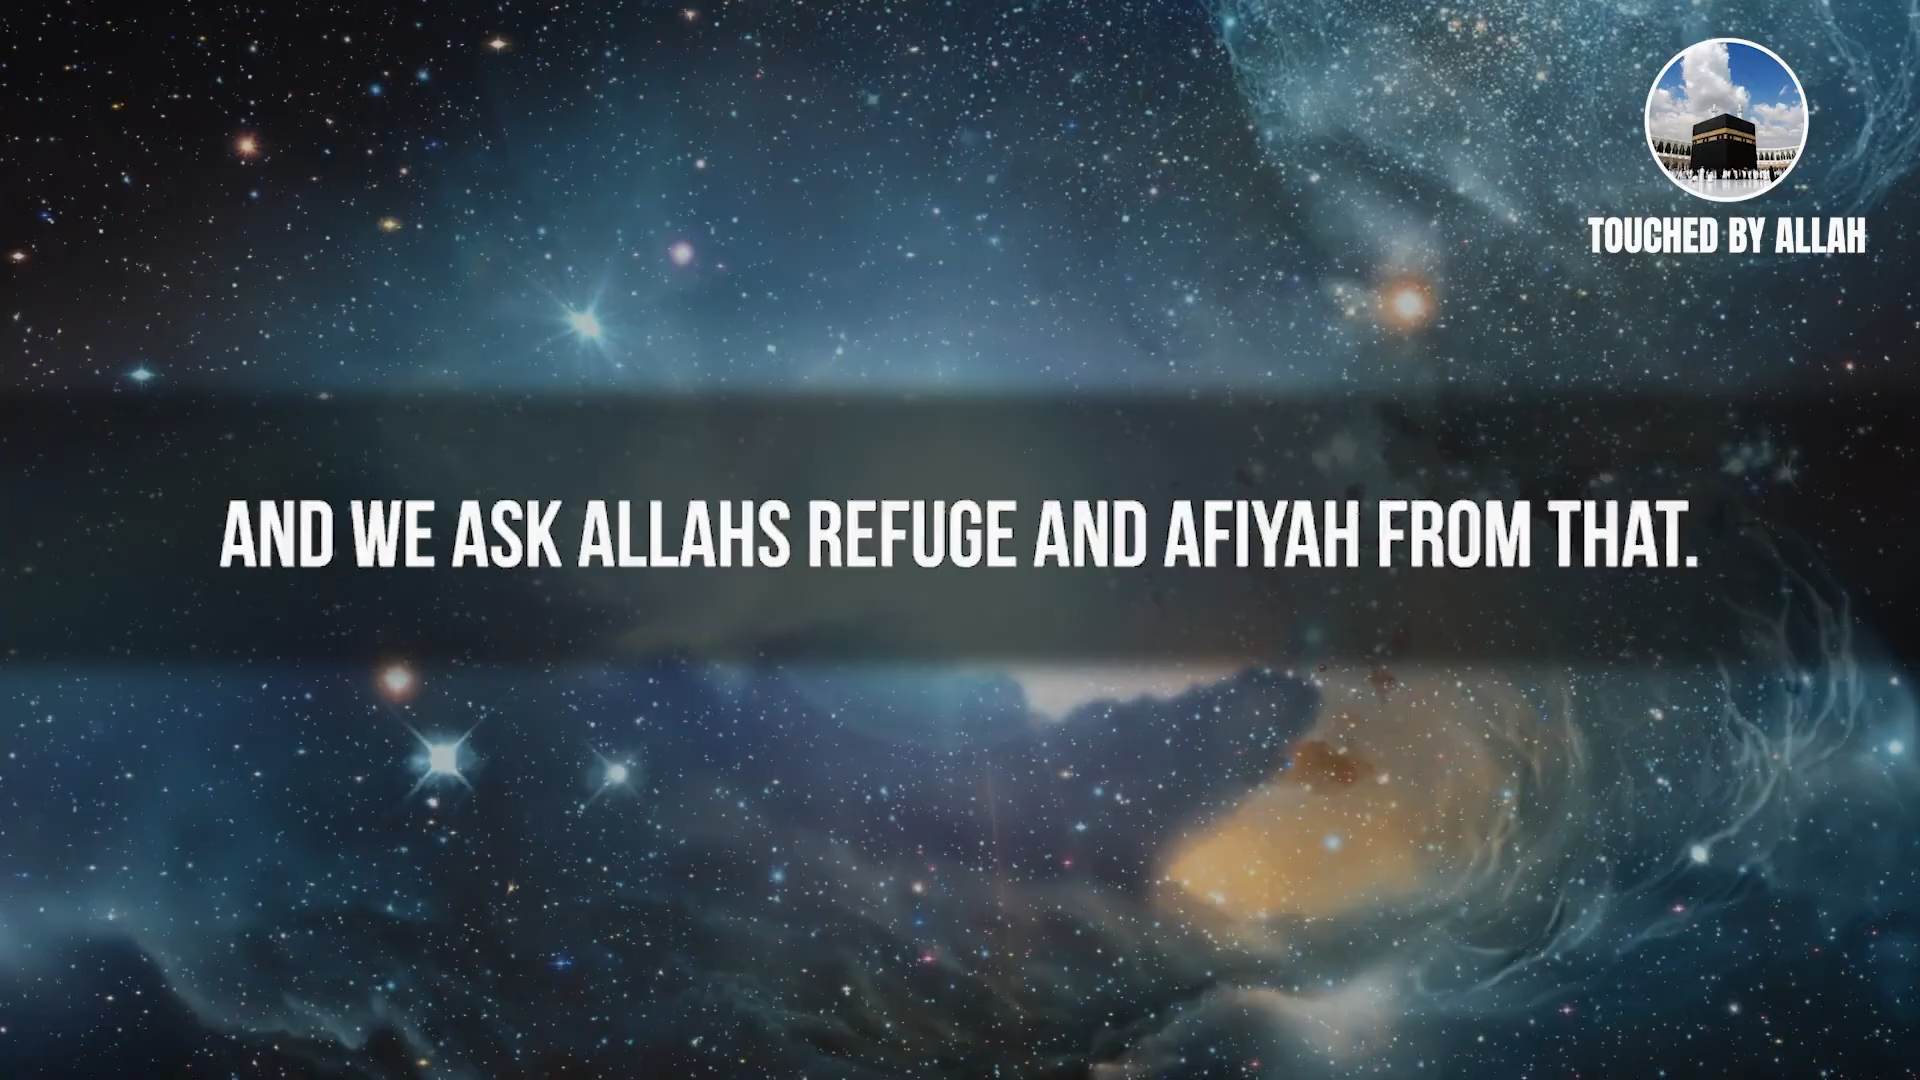 TOUCHED BY ALLAH
AND WE ASK ALLAHS REFUGE AND AFIYAH FROM THAT.